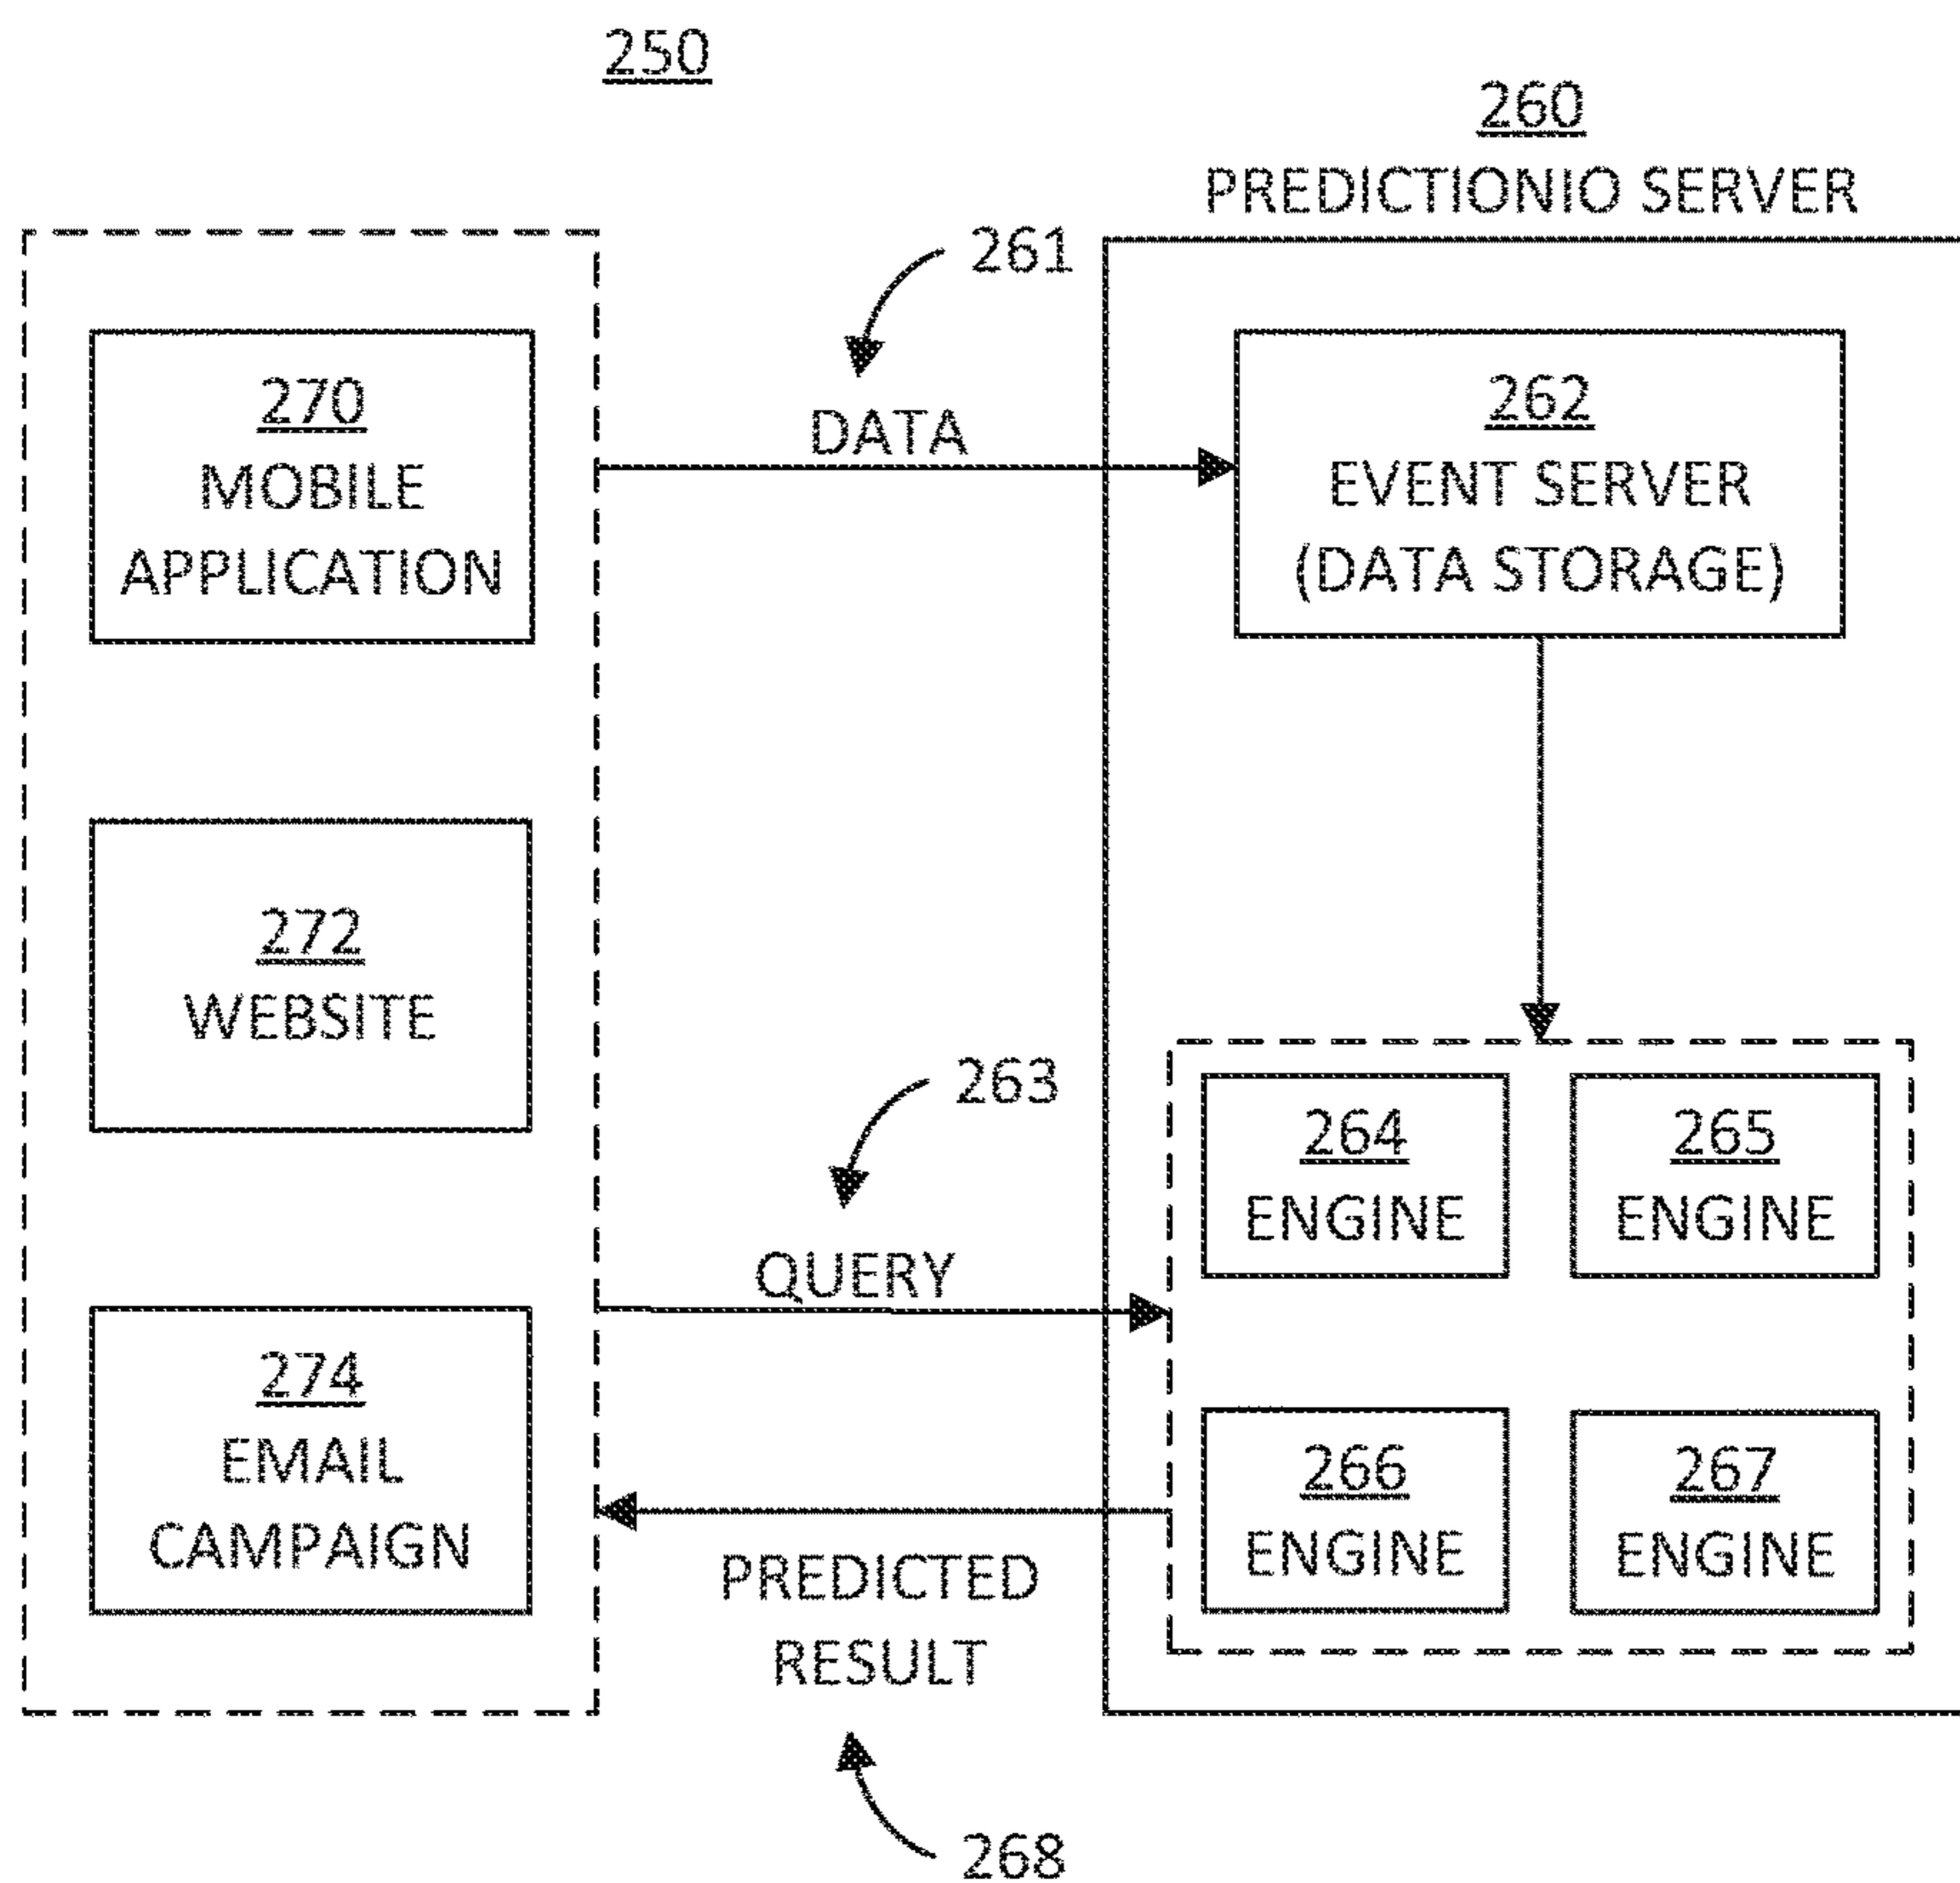 250
260
PREDICTIONIO SERVER
261
270
MOBILE
APPLICATION
DATA
262
EVENT SERVER
(DATA STORAGE)
272
WEBSITE
263
QUERY
264
ENGINE
265
ENGINE
274
EMAIL
CAMPAIGN
266
ENGINE
267
ENGINE
PREDICTED
RESULT
268